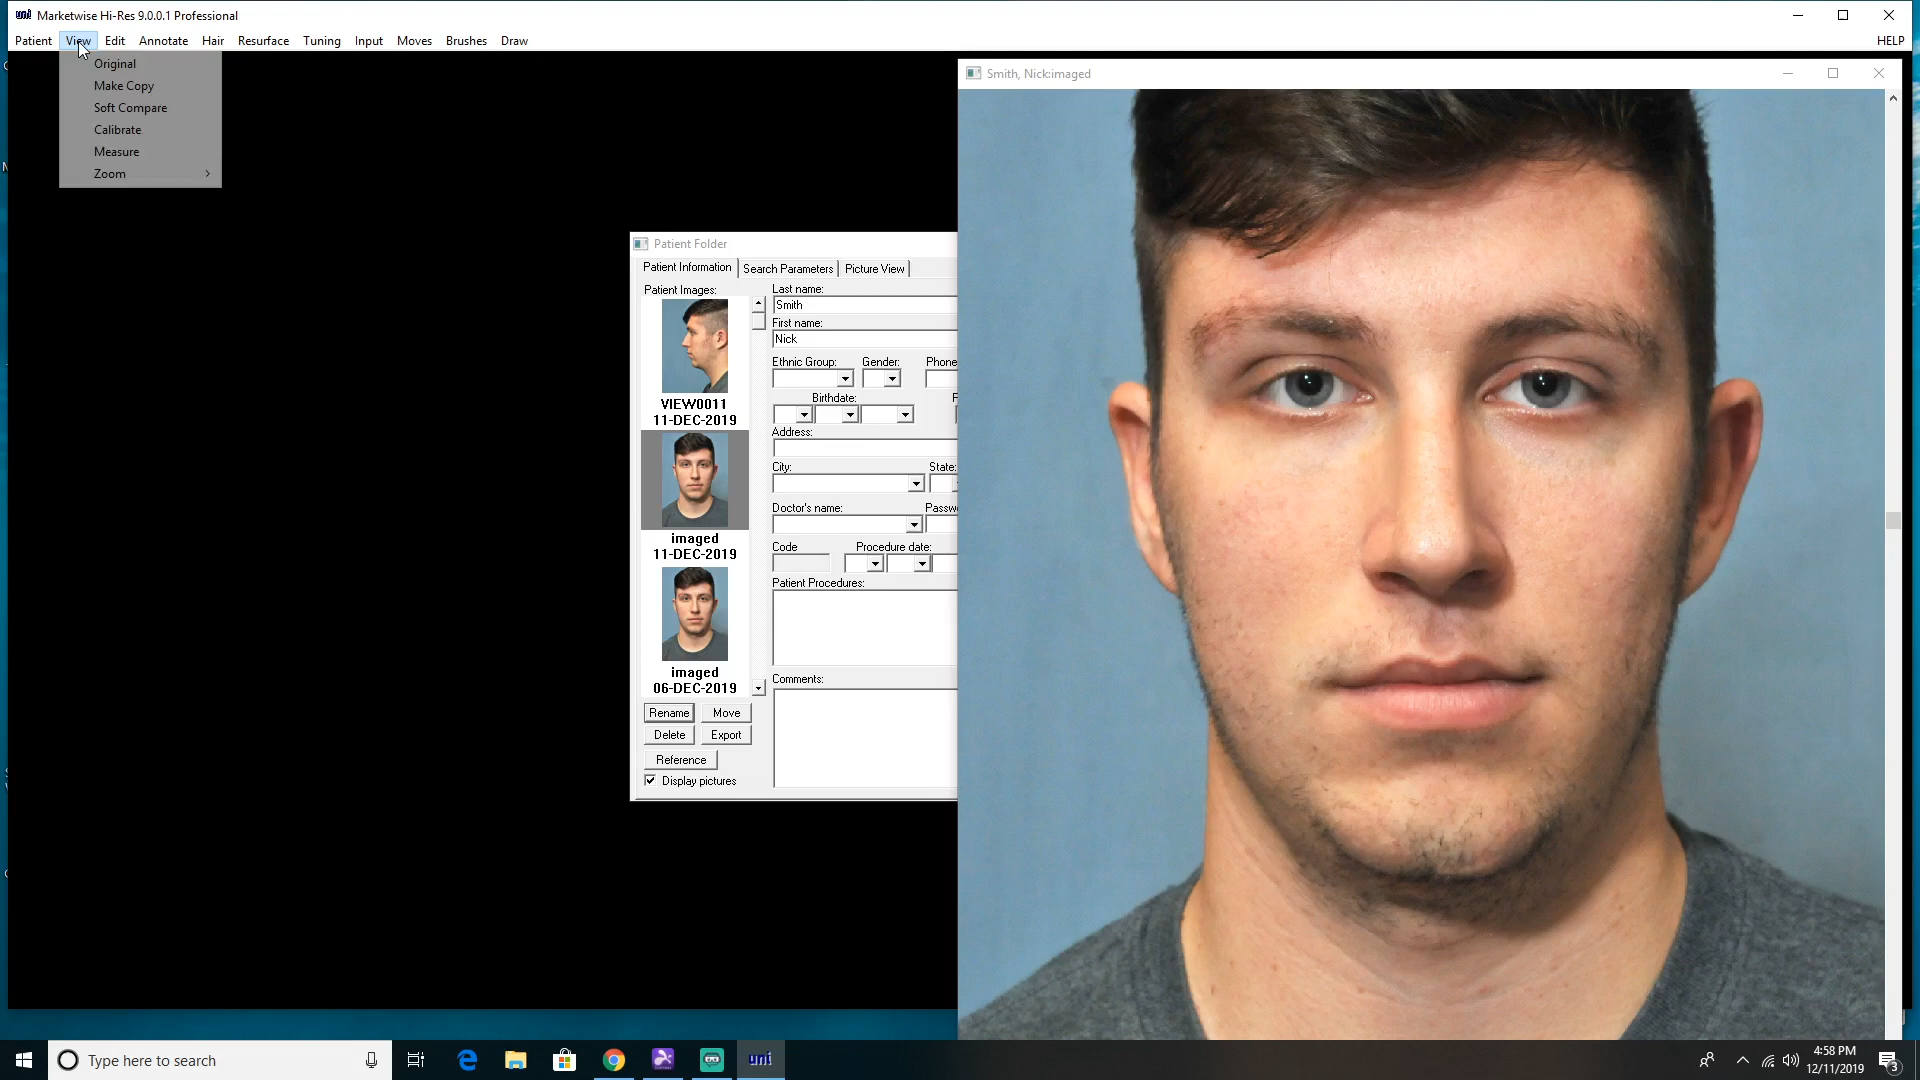 uni Marketwise Hi-Res 9.0.0.1 Professional
Patient View Edit Annotate Hair Resurface Tuning Input Moves Brushes Draw HELP
Original
Make Copy
Soft Compare
Calibrate
Measure
Zoom
Smith, Nick:imaged
Patient Folder
Patient Information Search Parameters Picture View
Patient Images:
VIEW0011
11-DEC-2019
imaged
11-DEC-2019
imaged
06-DEC-2019
Rename Move
Delete Export
Reference
Display pictures
Last name:
Smith
First name:
Nick
Ethnic Group: Gender: Phone
Birthdate:
Address:
City: State:
Doctor's name: Passw
Code Procedure date:
Patient Procedures:
Comments:
Type here to search
uni
4:58 PM
12/11/2019
3